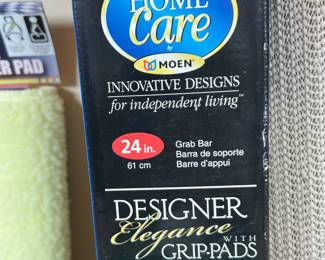 HOME
Care
by
MOEN
INNOVATIVE DESIGNS
for independent living™
24 in.
61 cm
Grab Bar
Barra de soporte
Barre d'appui
DESIGNER
Elegance
WITH
GRIP-PADS
R PAD